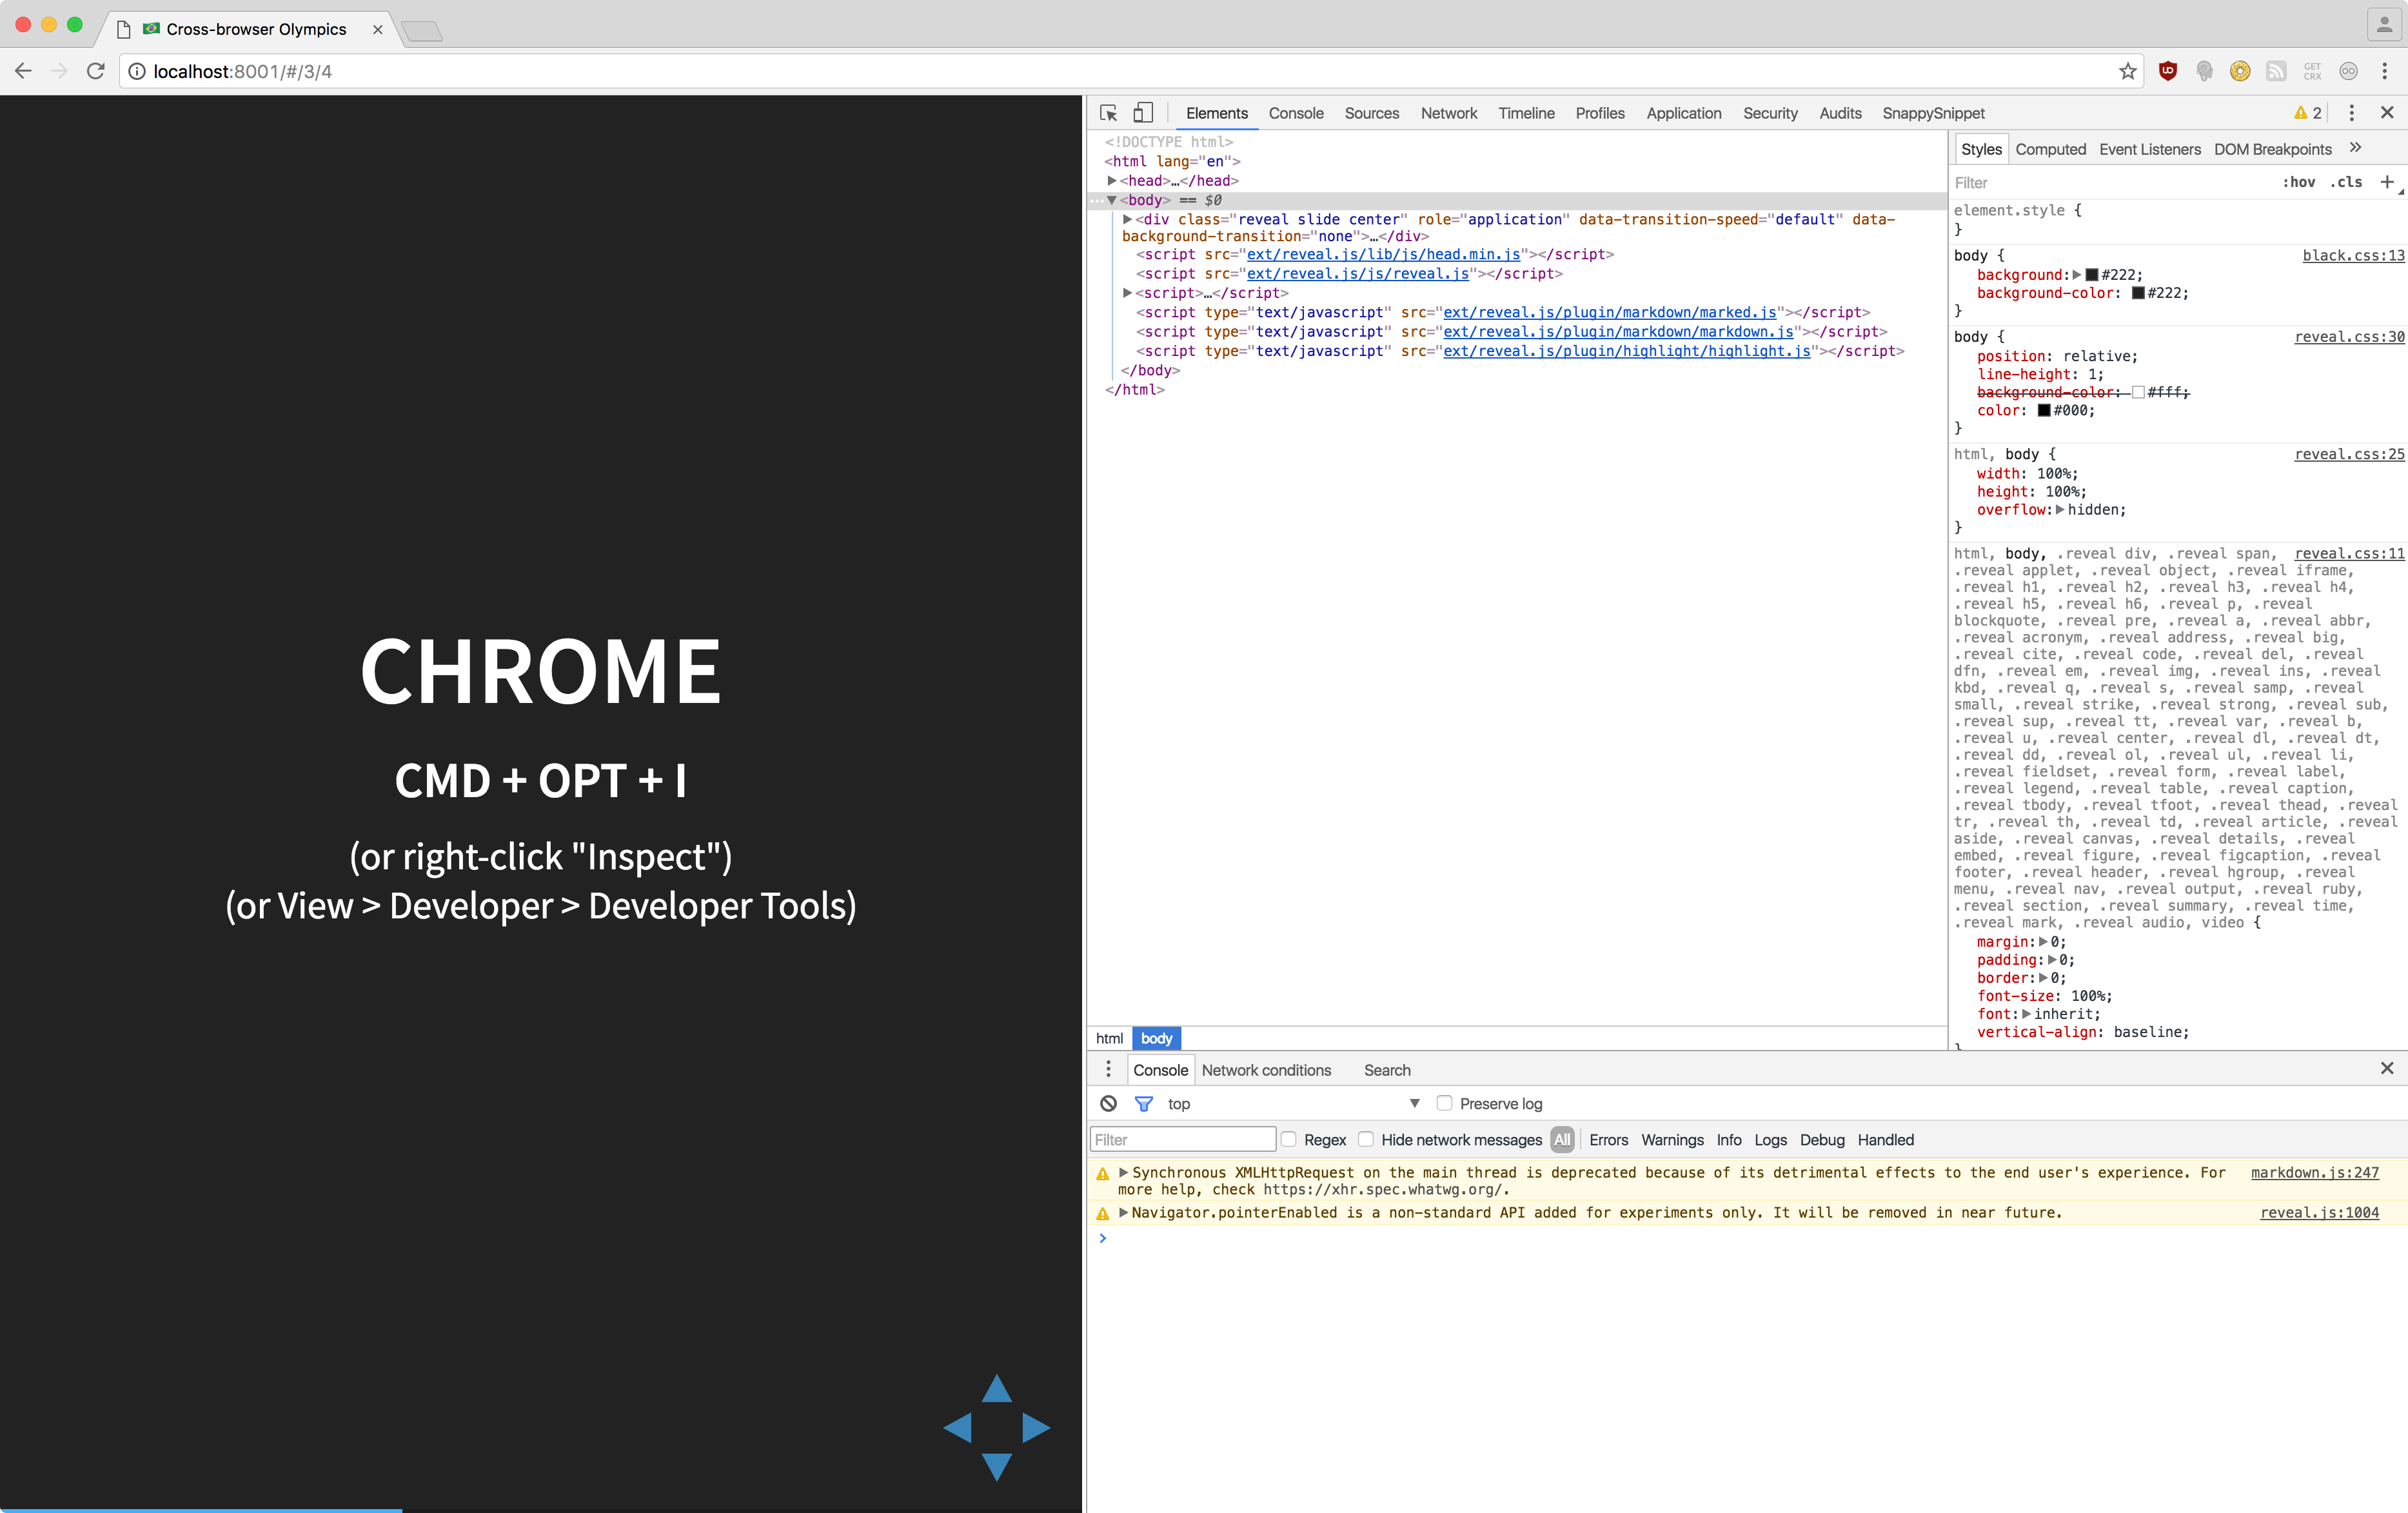 Cross-browser Olympics
localhost:8001/#/3/4
GET
CRX
CHROME
CMD + OPT + I
(or right-click "Inspect")
(or View > Developer > Developer Tools)
Elements Console Sources Network Timeline Profiles Application Security Audits SnappySnippet 2
<!DOCTYPE html>
<html lang="en">
<head>…</head>
<body> == $0
<div class="reveal slide center" role="application" data-transition-speed="default" data-
background-transition="none">…</div>
<script src="ext/reveal.js/lib/js/head.min.js"></script>
<script src="ext/reveal.js/js/reveal.js"></script>
<script>…</script>
<script type="text/javascript" src="ext/reveal.js/plugin/markdown/marked.js"></script>
<script type="text/javascript" src="ext/reveal.js/plugin/markdown/markdown.js"></script>
<script type="text/javascript" src="ext/reveal.js/plugin/highlight/highlight.js"></script>
</body>
</html>
html body
Styles Computed Event Listeners DOM Breakpoints »
Filter :hov .cls +
element.style {
}
body { black.css:13
background: #222;
background-color: #222;
}
body { reveal.css:30
position: relative;
line-height: 1;
background-color: #fff;
color: #000;
}
html, body { reveal.css:25
width: 100%;
height: 100%;
overflow: hidden;
}
html, body, .reveal div, .reveal span, reveal.css:11
.reveal applet, .reveal object, .reveal iframe,
.reveal h1, .reveal h2, .reveal h3, .reveal h4,
.reveal h5, .reveal h6, .reveal p, .reveal
blockquote, .reveal pre, .reveal a, .reveal abbr,
.reveal acronym, .reveal address, .reveal big,
.reveal cite, .reveal code, .reveal del, .reveal
dfn, .reveal em, .reveal img, .reveal ins, .reveal
kbd, .reveal q, .reveal s, .reveal samp, .reveal
small, .reveal strike, .reveal strong, .reveal sub,
.reveal sup, .reveal tt, .reveal var, .reveal b,
.reveal u, .reveal center, .reveal dl, .reveal dt,
.reveal dd, .reveal ol, .reveal ul, .reveal li,
.reveal fieldset, .reveal form, .reveal label,
.reveal legend, .reveal table, .reveal caption,
.reveal tbody, .reveal tfoot, .reveal thead, .reveal
tr, .reveal th, .reveal td, .reveal article, .reveal
aside, .reveal canvas, .reveal details, .reveal
embed, .reveal figure, .reveal figcaption, .reveal
footer, .reveal header, .reveal hgroup, .reveal
menu, .reveal nav, .reveal output, .reveal ruby,
.reveal section, .reveal summary, .reveal time,
.reveal mark, .reveal audio, video {
margin: 0;
padding: 0;
border: 0;
font-size: 100%;
font: inherit;
vertical-align: baseline;
}
Console Network conditions Search
top Preserve log
Filter Regex Hide network messages All Errors Warnings Info Logs Debug Handled
Synchronous XMLHttpRequest on the main thread is deprecated because of its detrimental effects to the end user's experience. For markdown.js:247
more help, check https://xhr.spec.whatwg.org/.
Navigator.pointerEnabled is a non-standard API added for experiments only. It will be removed in near future. reveal.js:1004
>